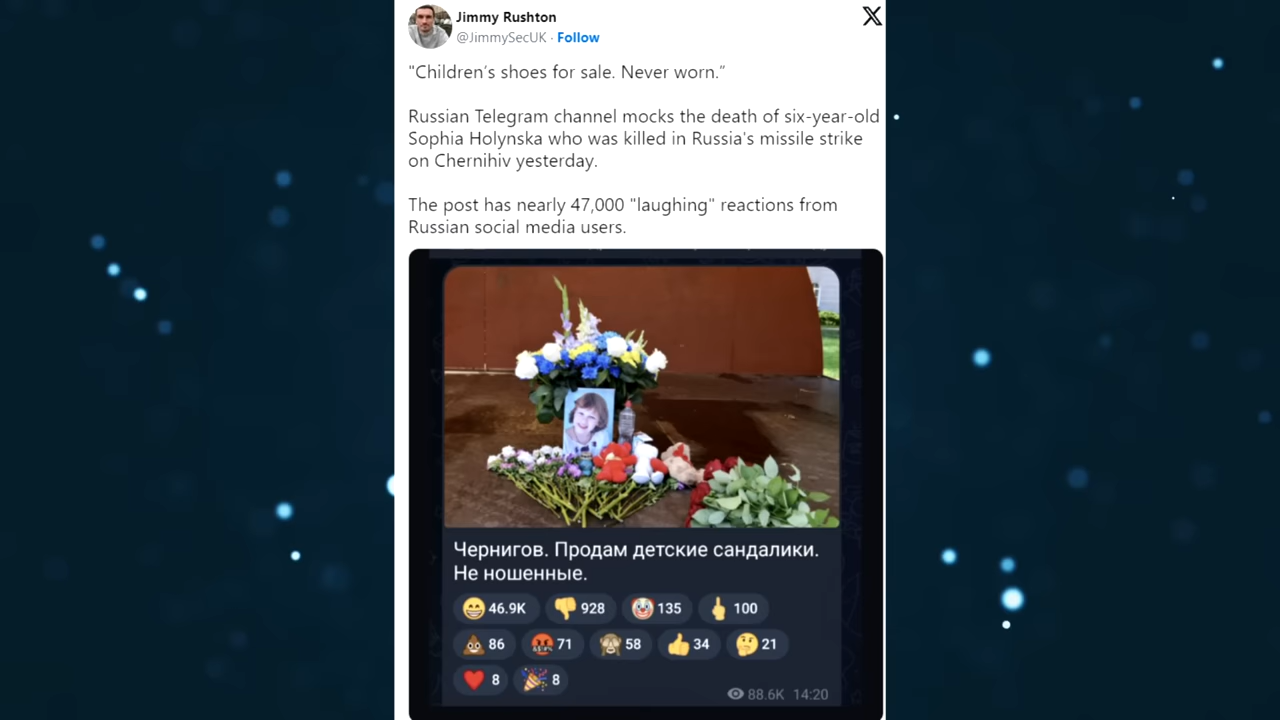 Jimmy Rushton
@JimmySecUK · Follow
"Children’s shoes for sale. Never worn.”
Russian Telegram channel mocks the death of six-year-old
Sophia Holynska who was killed in Russia's missile strike
on Chernihiv yesterday.
The post has nearly 47,000 "laughing" reactions from
Russian social media users.
Чернигов. Продам детские сандалики.
Не ношенные.
46.9K 928 135 100
86 71 58 34 21
8 8
88.6K 14:20